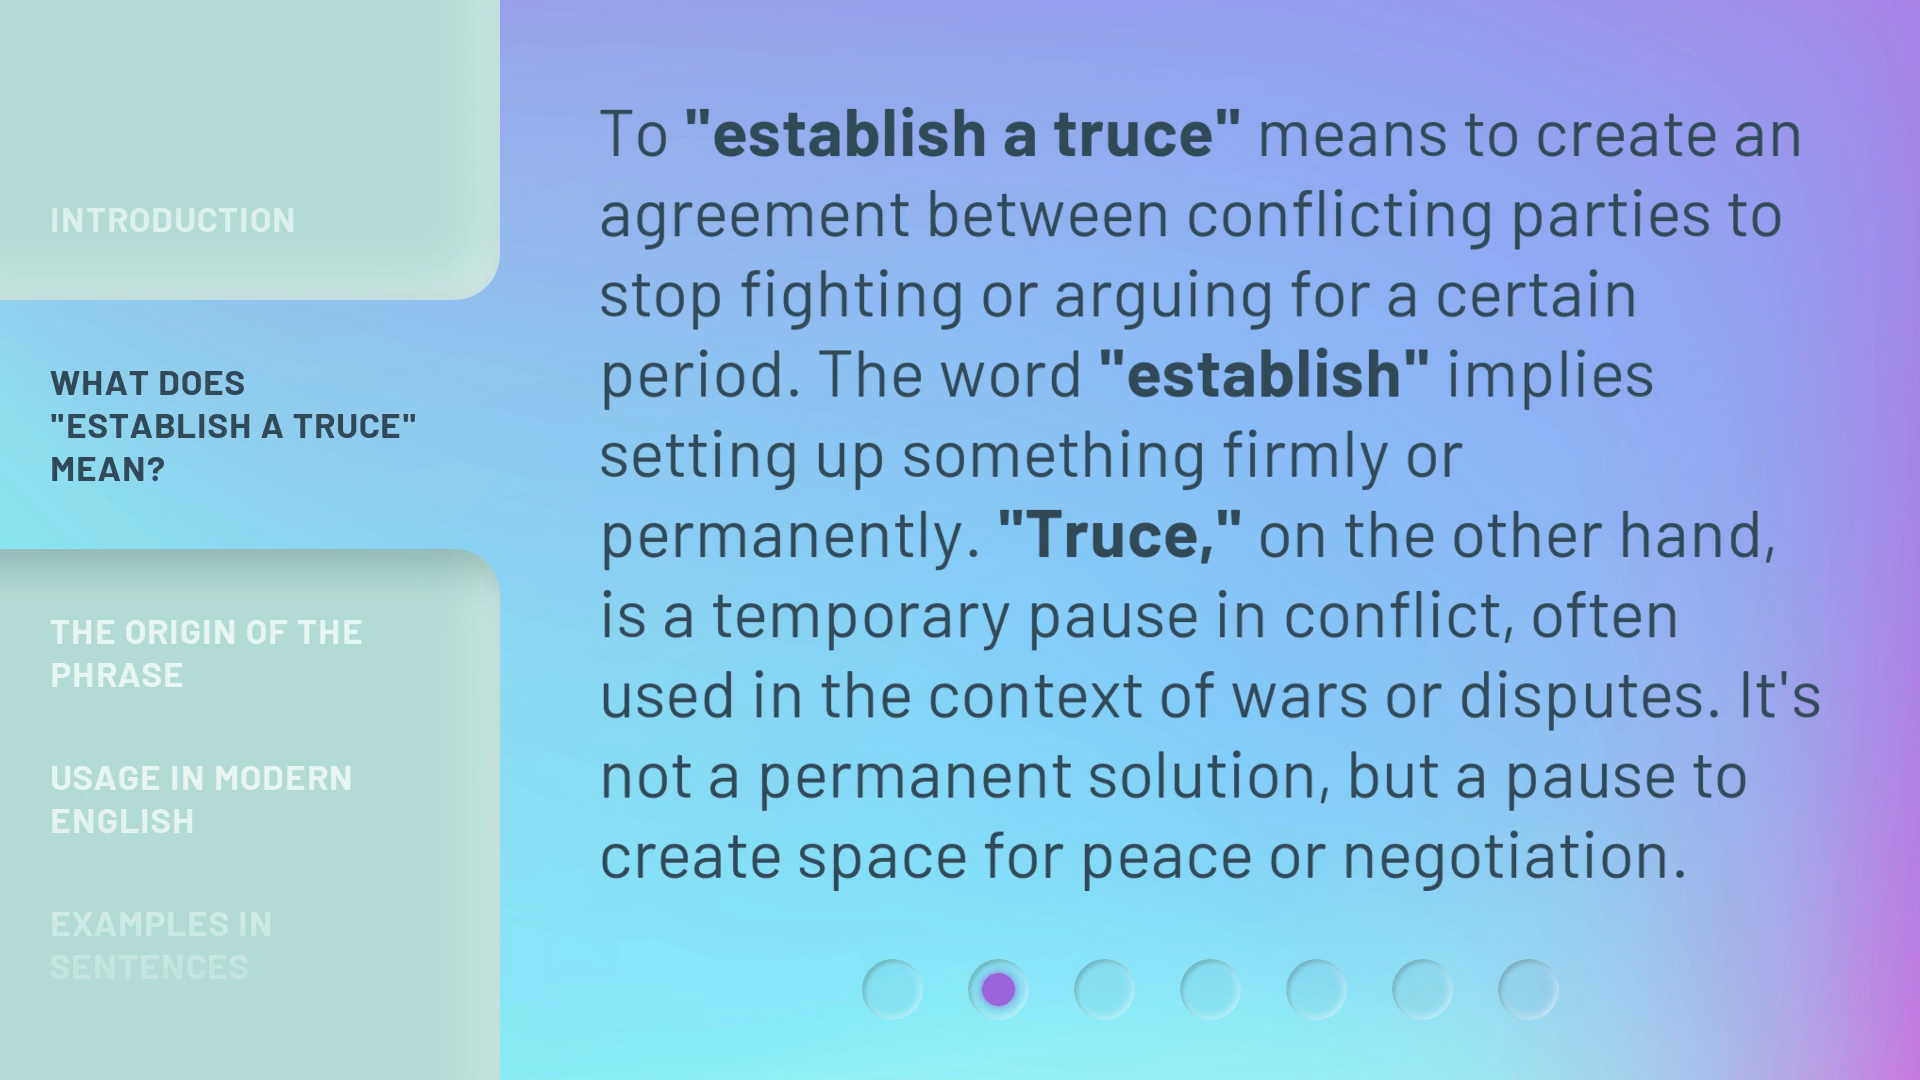 INTRODUCTION
WHAT DOES
"ESTABLISH A TRUCE"
MEAN?
THE ORIGIN OF THE
PHRASE
USAGE IN MODERN
ENGLISH
EXAMPLES IN
SENTENCES
To "establish a truce" means to create an
agreement between conflicting parties to
stop fighting or arguing for a certain
period. The word "establish" implies
setting up something firmly or
permanently. "Truce," on the other hand,
is a temporary pause in conflict, often
used in the context of wars or disputes. It's
not a permanent solution, but a pause to
create space for peace or negotiation.